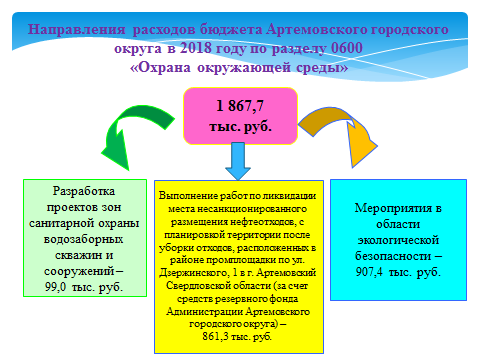 Направления расходов бюджета Артемовского городского
округа в 2018 году по разделу 0600
«Охрана окружающей среды»
1 867,7
тыс. руб.
Разработка
проектов зон
санитарной охраны
водозаборных
скважин и
сооружений –
99,0 тыс. руб.
Выполнение работ по ликвидации
места несанкционированного
размещения нефтеотходов, с
планировкой территории после
уборки отходов, расположенных в
районе промплощадки по ул.
Дзержинского, 1 в г. Артемовский
Свердловской области (за счет
средств резервного фонда
Администрации Артемовского
городского округа) –
861,3 тыс. руб.
Мероприятия в
области
экологической
безопасности –
907,4 тыс. руб.